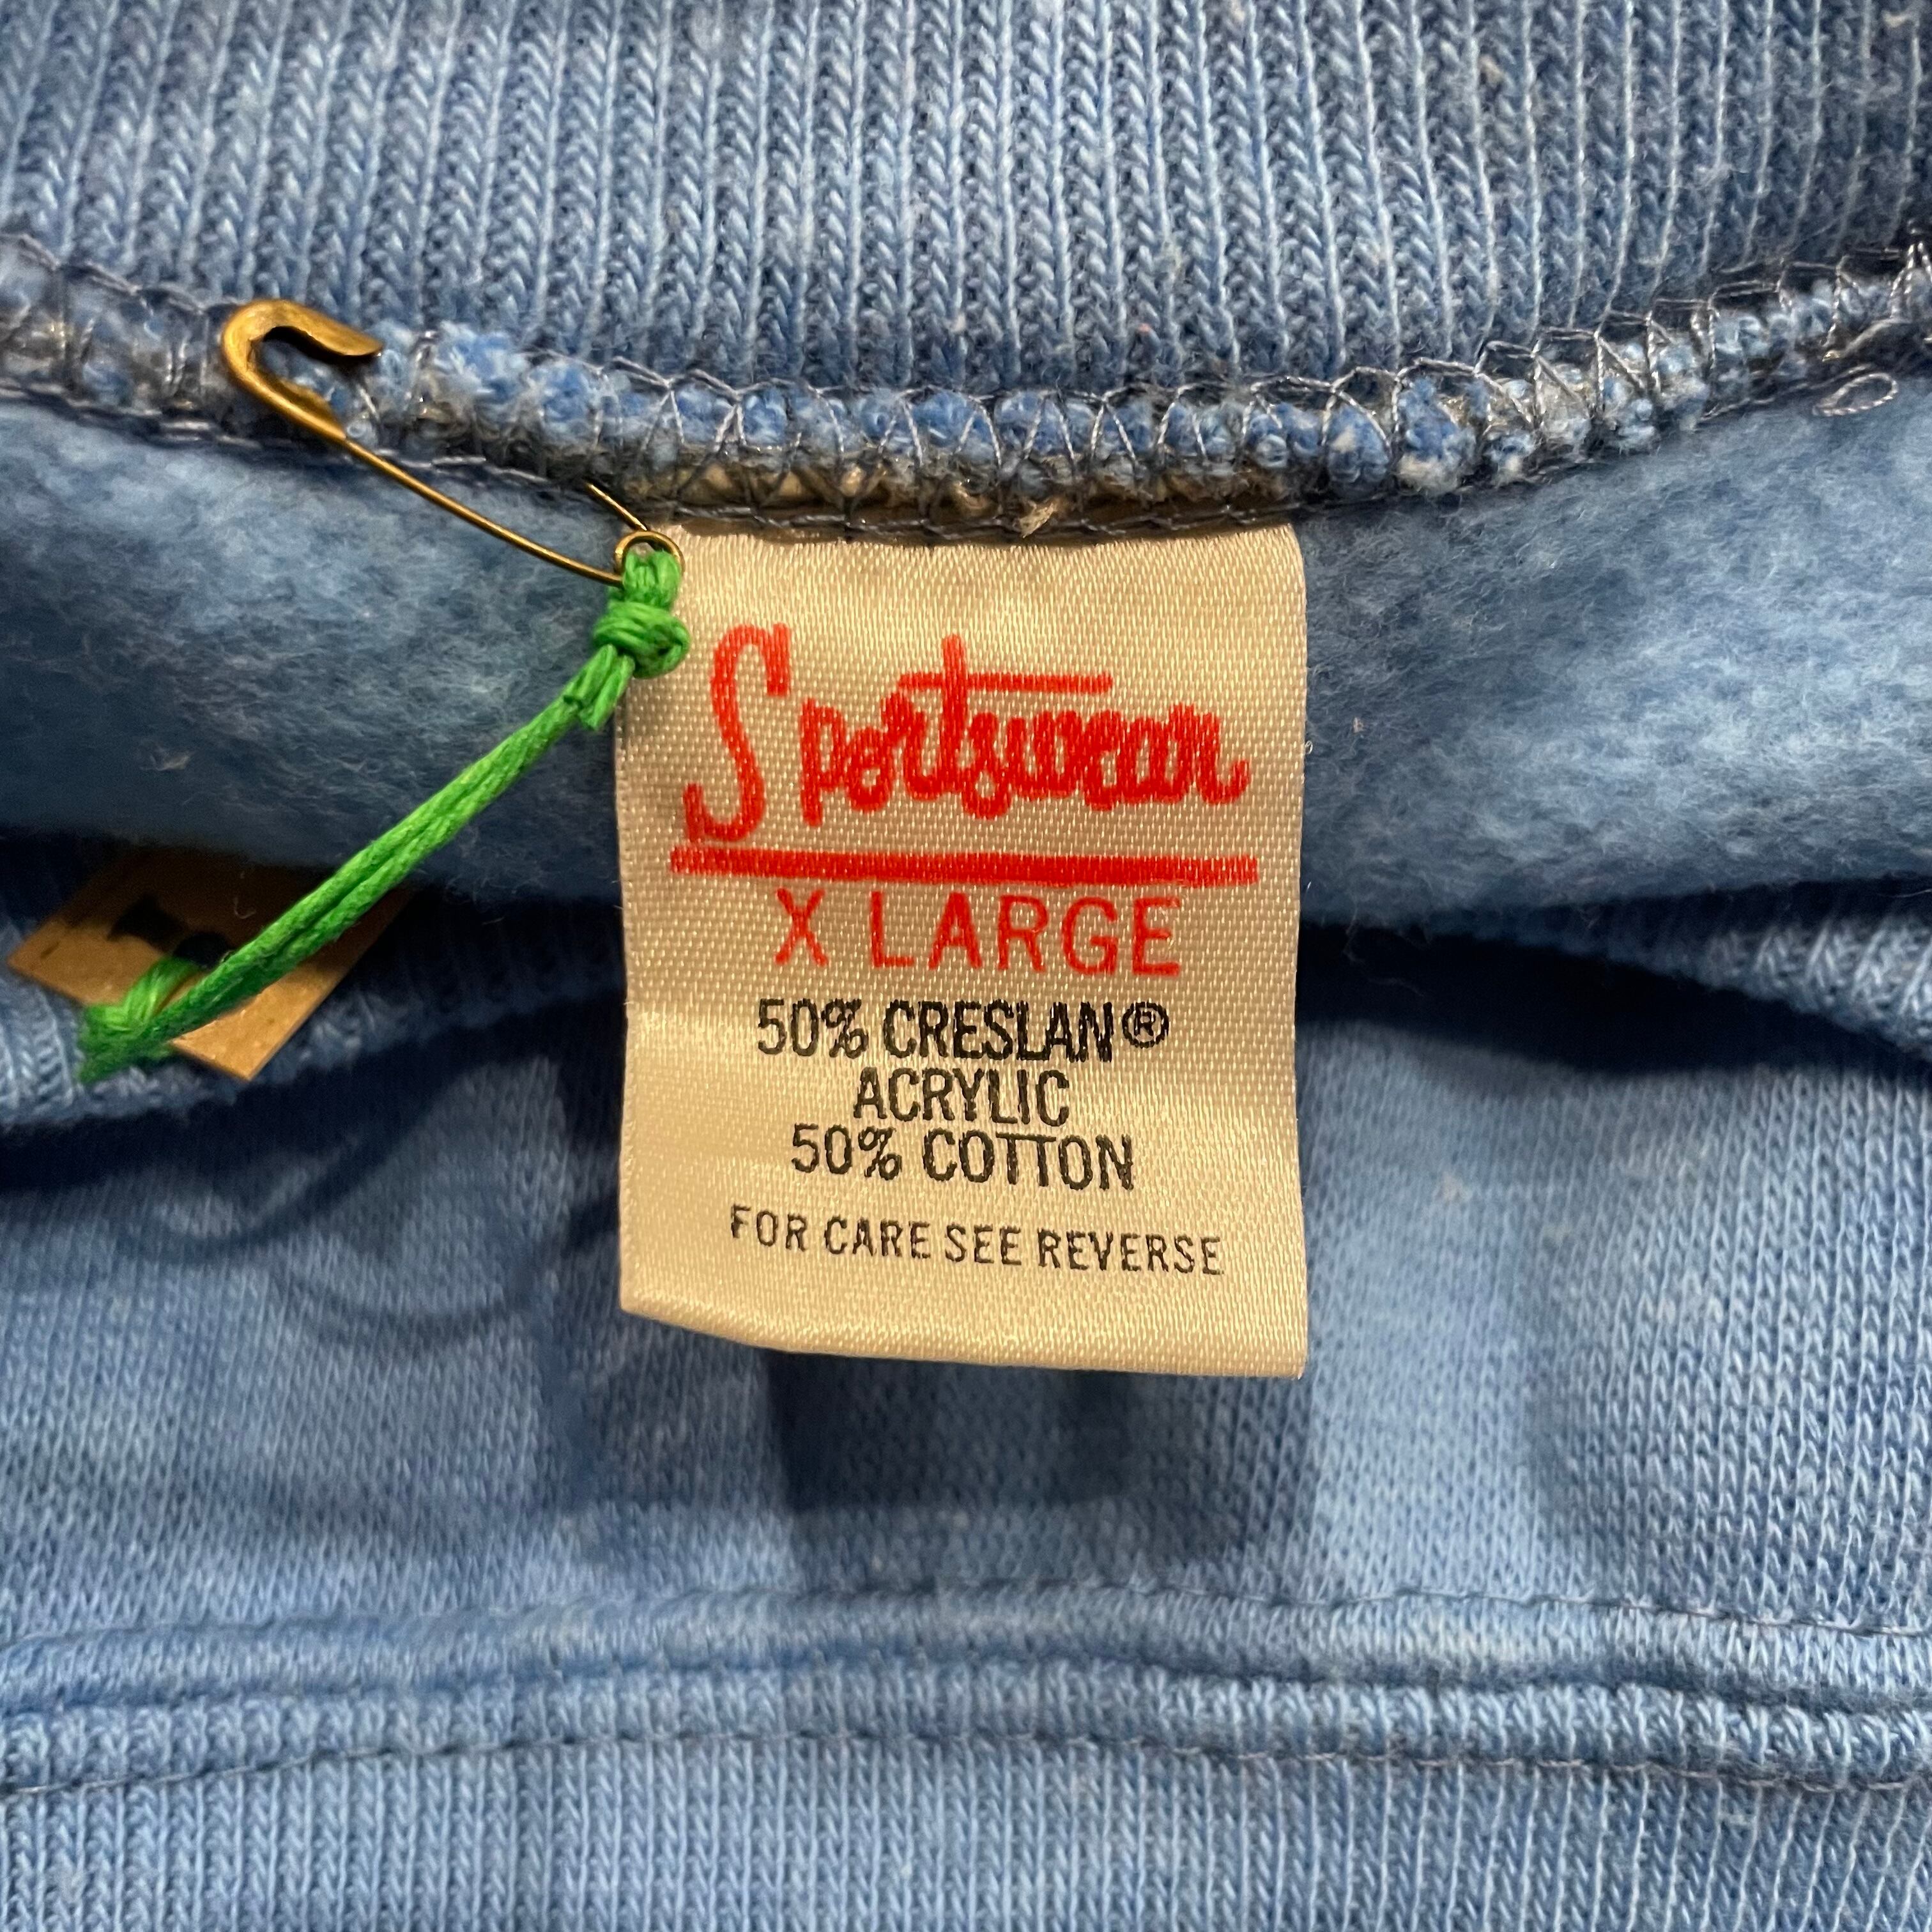 Sportswear
X LARGE
50% CRESLAN®
ACRYLIC
50% COTTON
FOR CARE SEE REVERSE